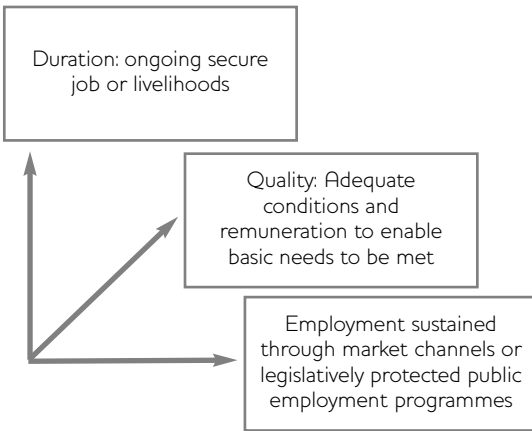 Duration: ongoing secure
job or livelihoods
Quality: Adequate
conditions and
remuneration to enable
basic needs to be met
Employment sustained
through market channels or
legislatively protected public
employment programmes